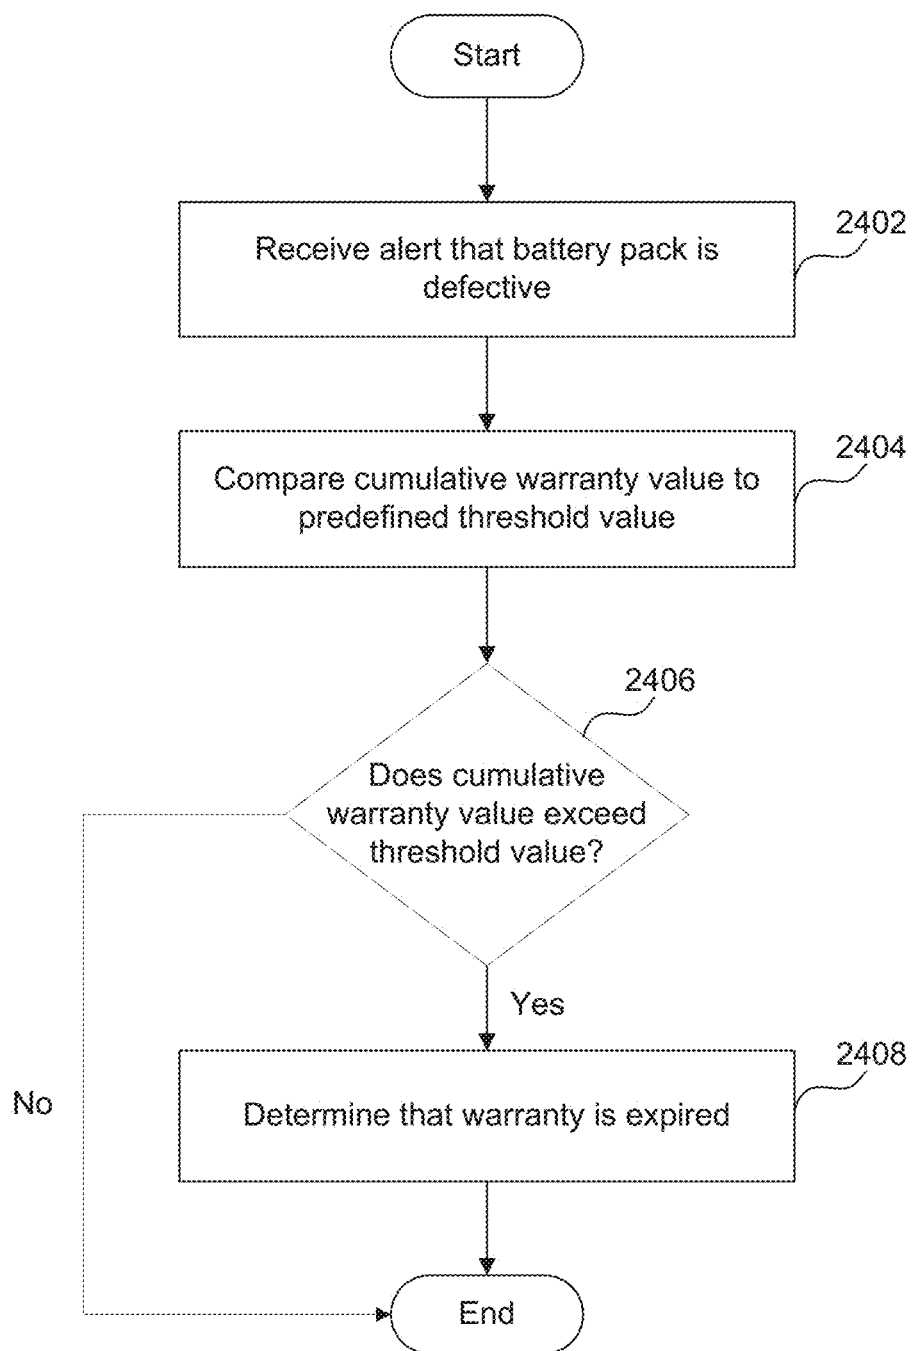 Start
2402
Receive alert that battery pack is
defective
2404
Compare cumulative warranty value to
predefined threshold value
2406
Does cumulative
warranty value exceed
threshold value?
Yes
2408
No
Determine that warranty is expired
End